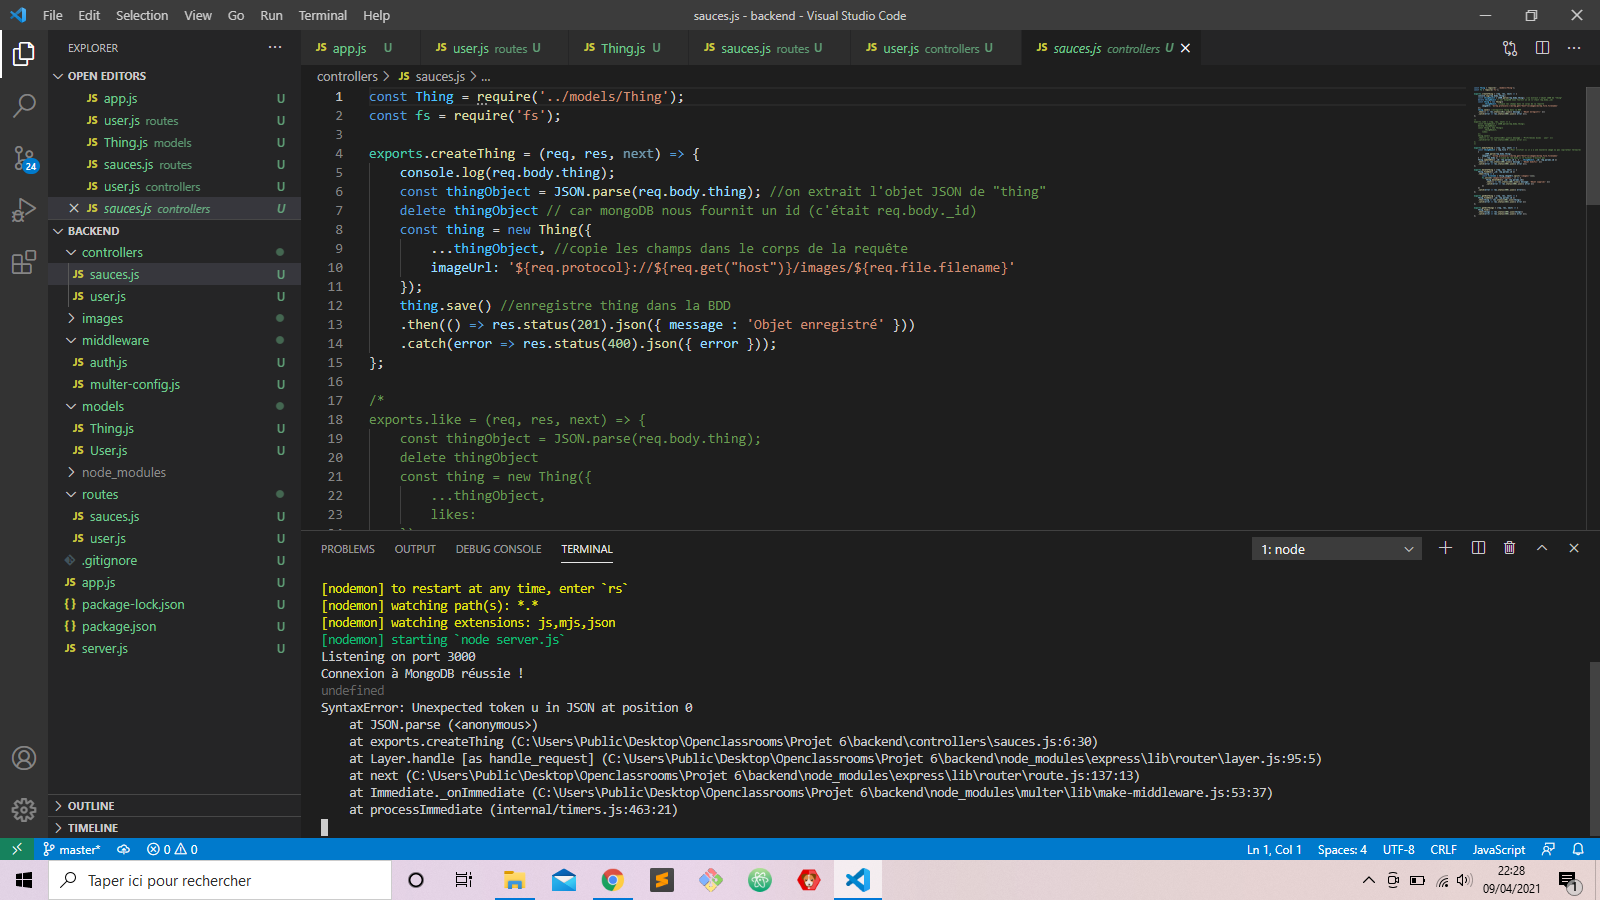 File Edit Selection View Go Run Terminal Help
sauces.js - backend - Visual Studio Code
EXPLORER
OPEN EDITORS
JS app.js U
JS user.js routes U
JS Thing.js models U
JS sauces.js routes U
JS user.js controllers U
JS sauces.js controllers U
BACKEND
controllers
JS sauces.js U
JS user.js U
images
middleware
JS auth.js U
JS multer-config.js U
models
JS Thing.js U
JS User.js U
node_modules
routes
JS sauces.js U
JS user.js U
.gitignore U
JS app.js U
{} package-lock.json U
{} package.json U
JS server.js U
OUTLINE
TIMELINE
24
JS app.js U JS user.js routes U JS Thing.js U JS sauces.js routes U JS user.js controllers U JS sauces.js controllers U
controllers > JS sauces.js > ...
1 const Thing = require('../models/Thing');
2 const fs = require('fs');
3
4 exports.createThing = (req, res, next) => {
5 console.log(req.body.thing);
6 const thingObject = JSON.parse(req.body.thing); //on extrait l'objet JSON de "thing"
7 delete thingObject // car mongoDB nous fournit un id (c'était req.body._id)
8 const thing = new Thing({
9 ...thingObject, //copie les champs dans le corps de la requête
10 imageUrl: '${req.protocol}://${req.get("host")}/images/${req.file.filename}'
11 });
12 thing.save() //enregistre thing dans la BDD
13 .then(() => res.status(201).json({ message : 'Objet enregistré' }))
14 .catch(error => res.status(400).json({ error }));
15 };
16
17 /*
18 exports.like = (req, res, next) => {
19 const thingObject = JSON.parse(req.body.thing);
20 delete thingObject
21 const thing = new Thing({
22 ...thingObject,
23 likes:
PROBLEMS OUTPUT DEBUG CONSOLE TERMINAL
1: node
[nodemon] to restart at any time, enter `rs`
[nodemon] watching path(s): *.*
[nodemon] watching extensions: js,mjs,json
[nodemon] starting `node server.js`
Listening on port 3000
Connexion à MongoDB réussie !
undefined
SyntaxError: Unexpected token u in JSON at position 0
at JSON.parse (<anonymous>)
at exports.createThing (C:\Users\Public\Desktop\Openclassrooms\Projet 6\backend\controllers\sauces.js:6:30)
at Layer.handle [as handle_request] (C:\Users\Public\Desktop\Openclassrooms\Projet 6\backend\node_modules\express\lib\router\layer.js:95:5)
at next (C:\Users\Public\Desktop\Openclassrooms\Projet 6\backend\node_modules\express\lib\router\route.js:137:13)
at Immediate._onImmediate (C:\Users\Public\Desktop\Openclassrooms\Projet 6\backend\node_modules\multer\lib\make-middleware.js:53:37)
at processImmediate (internal/timers.js:463:21)
master* 0 0
Ln 1, Col 1 Spaces: 4 UTF-8 CRLF JavaScript
Taper ici pour rechercher
22:28
09/04/2021
1